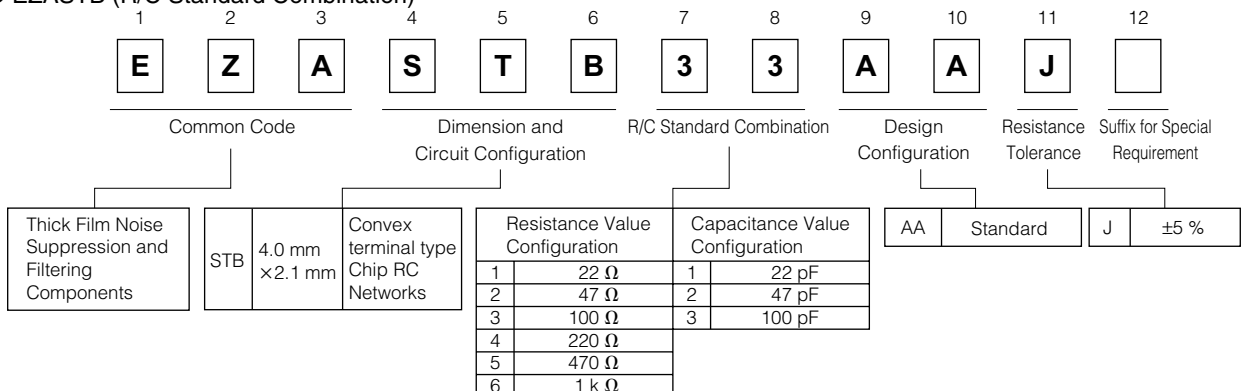 EZASTB (R/C Standard Combination)
1 2 3 4 5 6 7 8 9 10 11 12
E Z A S T B 3 3 A A J
Common Code
Dimension and
Circuit Configuration
R/C Standard Combination
Design
Configuration
Resistance
Tolerance
Suffix for Special
Requirement
Thick Film Noise
Suppression and
Filtering
Components
STB
4.0 mm
×2.1 mm
Convex
terminal type
Chip RC
Networks
Resistance Value
Configuration
1 22 Ω
2 47 Ω
3 100 Ω
4 220 Ω
5 470 Ω
6 1 k Ω
Capacitance Value
Configuration
1 22 pF
2 47 pF
3 100 pF
AA Standard
J ±5 %